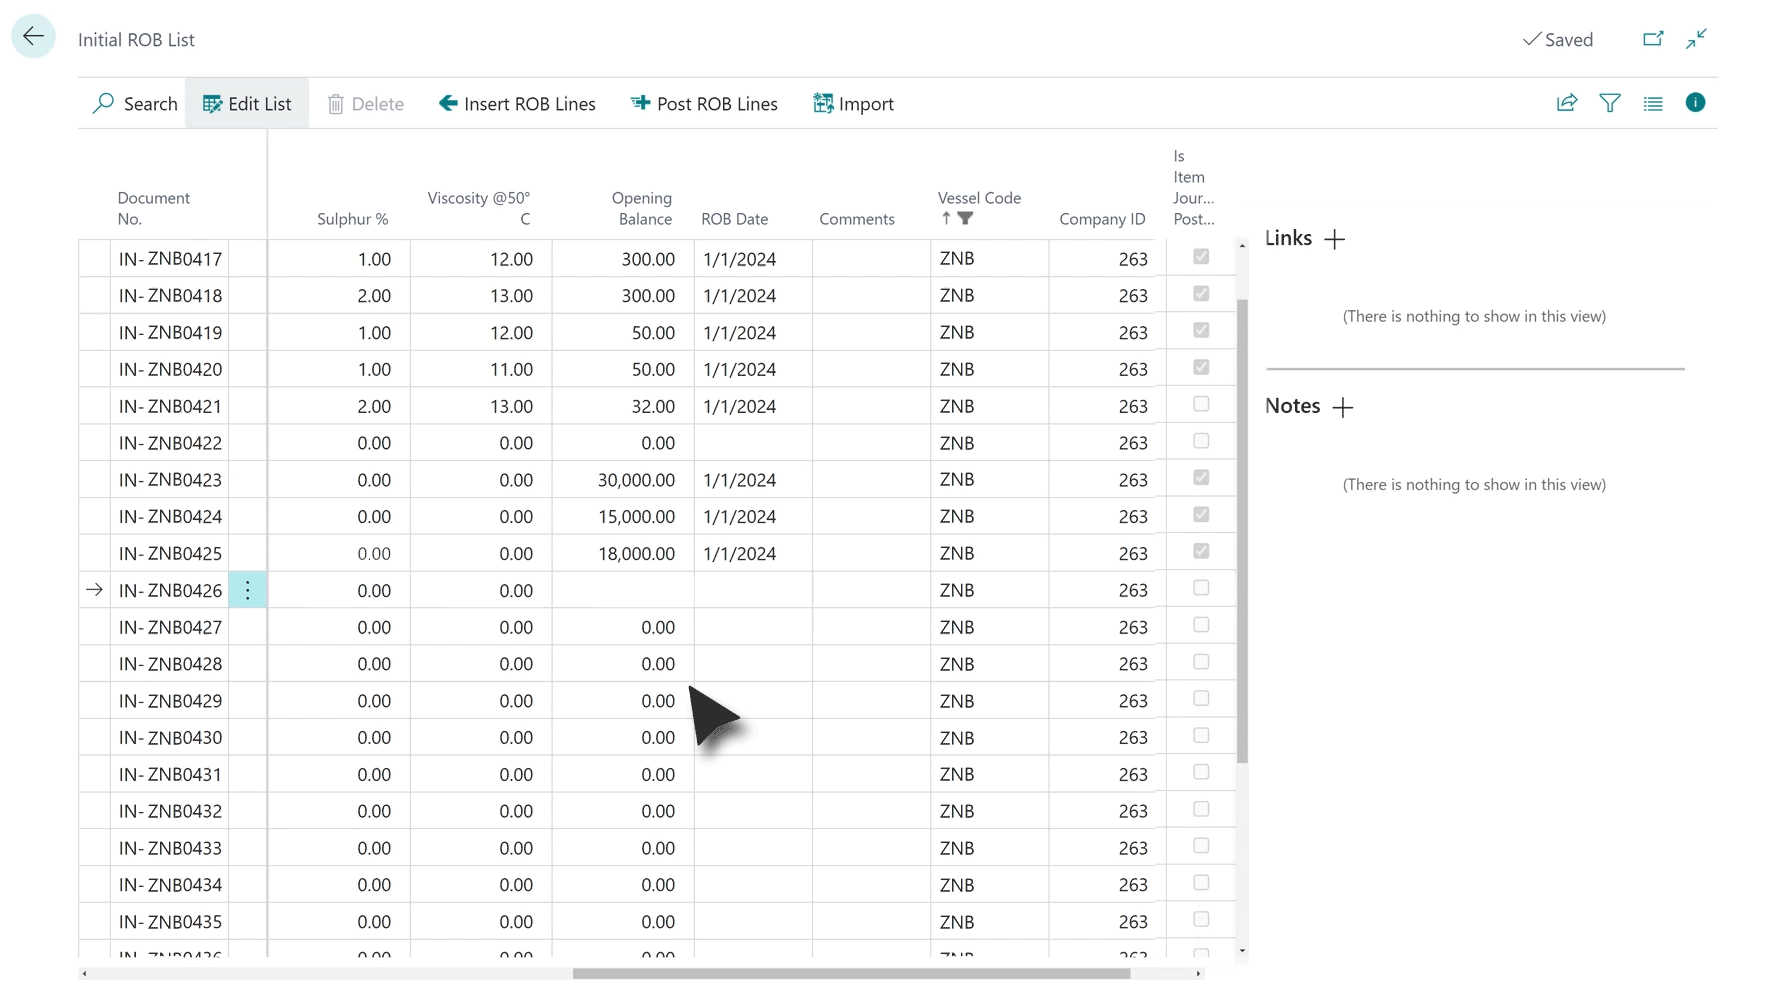 Initial ROB List
Saved
Search Edit List Delete Insert ROB Lines Post ROB Lines Import
Document No. Sulphur % Viscosity @50° C Opening Balance ROB Date Comments Vessel Code Company ID Is Item Jour... Post...
IN- ZNB0417 1.00 12.00 300.00 1/1/2024 ZNB 263
IN- ZNB0418 2.00 13.00 300.00 1/1/2024 ZNB 263
IN- ZNB0419 1.00 12.00 50.00 1/1/2024 ZNB 263
IN- ZNB0420 1.00 11.00 50.00 1/1/2024 ZNB 263
IN- ZNB0421 2.00 13.00 32.00 1/1/2024 ZNB 263
IN- ZNB0422 0.00 0.00 0.00 ZNB 263
IN- ZNB0423 0.00 0.00 30,000.00 1/1/2024 ZNB 263
IN- ZNB0424 0.00 0.00 15,000.00 1/1/2024 ZNB 263
IN- ZNB0425 0.00 0.00 18,000.00 1/1/2024 ZNB 263
IN- ZNB0426 0.00 0.00 ZNB 263
IN- ZNB0427 0.00 0.00 0.00 ZNB 263
IN- ZNB0428 0.00 0.00 0.00 ZNB 263
IN- ZNB0429 0.00 0.00 0.00 ZNB 263
IN- ZNB0430 0.00 0.00 0.00 ZNB 263
IN- ZNB0431 0.00 0.00 0.00 ZNB 263
IN- ZNB0432 0.00 0.00 0.00 ZNB 263
IN- ZNB0433 0.00 0.00 0.00 ZNB 263
IN- ZNB0434 0.00 0.00 0.00 ZNB 263
IN- ZNB0435 0.00 0.00 0.00 ZNB 263
Links
(There is nothing to show in this view)
Notes
(There is nothing to show in this view)